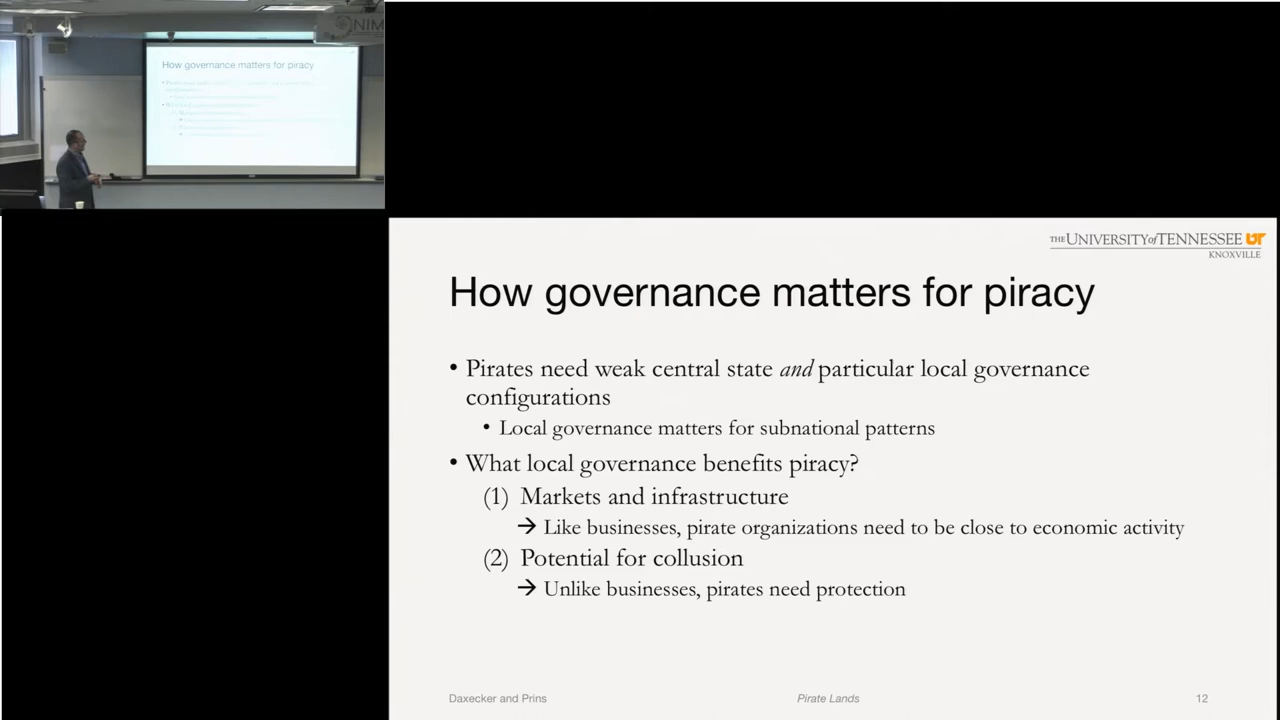 NIM
How governance matters for piracy
THE UNIVERSITY of TENNESSEE UT
KNOXVILLE
How governance matters for piracy
• Pirates need weak central state and particular local governance
configurations
• Local governance matters for subnational patterns
• What local governance benefits piracy?
(1) Markets and infrastructure
→ Like businesses, pirate organizations need to be close to economic activity
(2) Potential for collusion
→ Unlike businesses, pirates need protection
Daxecker and Prins
Pirate Lands
12